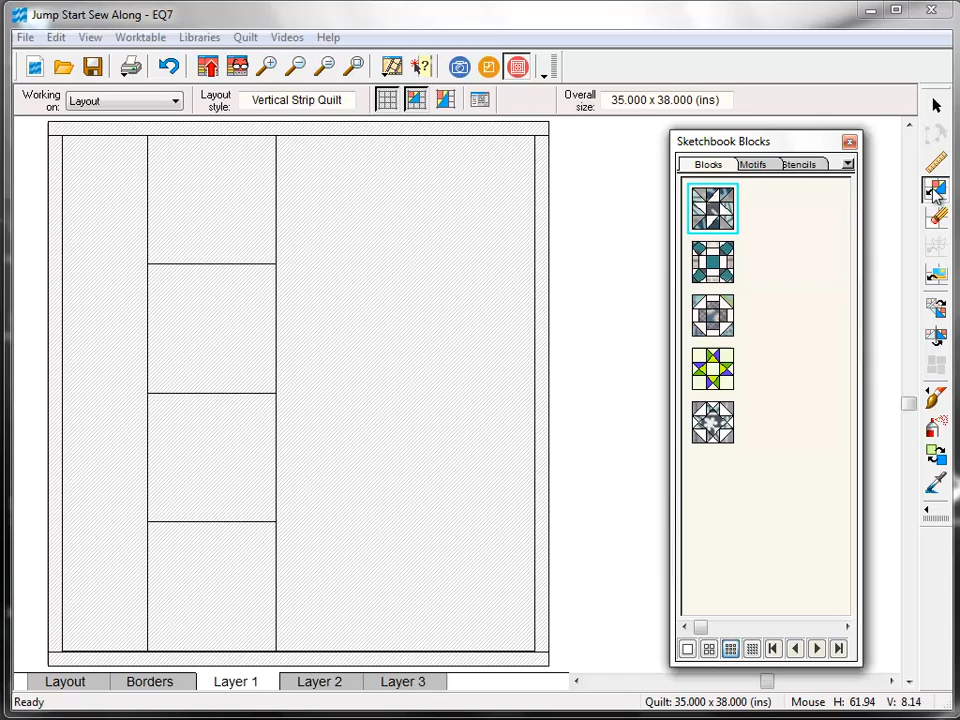 Jump Start Sew Along - EQ7
File Edit View Worktable Libraries Quilt Videos Help
Working on: Layout Layout style: Vertical Strip Quilt Overall size: 35.000 x 38.000 (ins)
Sketchbook Blocks
Blocks Motifs Stencils
Layout Borders Layer 1 Layer 2 Layer 3
Ready Quilt: 35.000 x 38.000 (ins) Mouse H: 61.94 V: 8.14